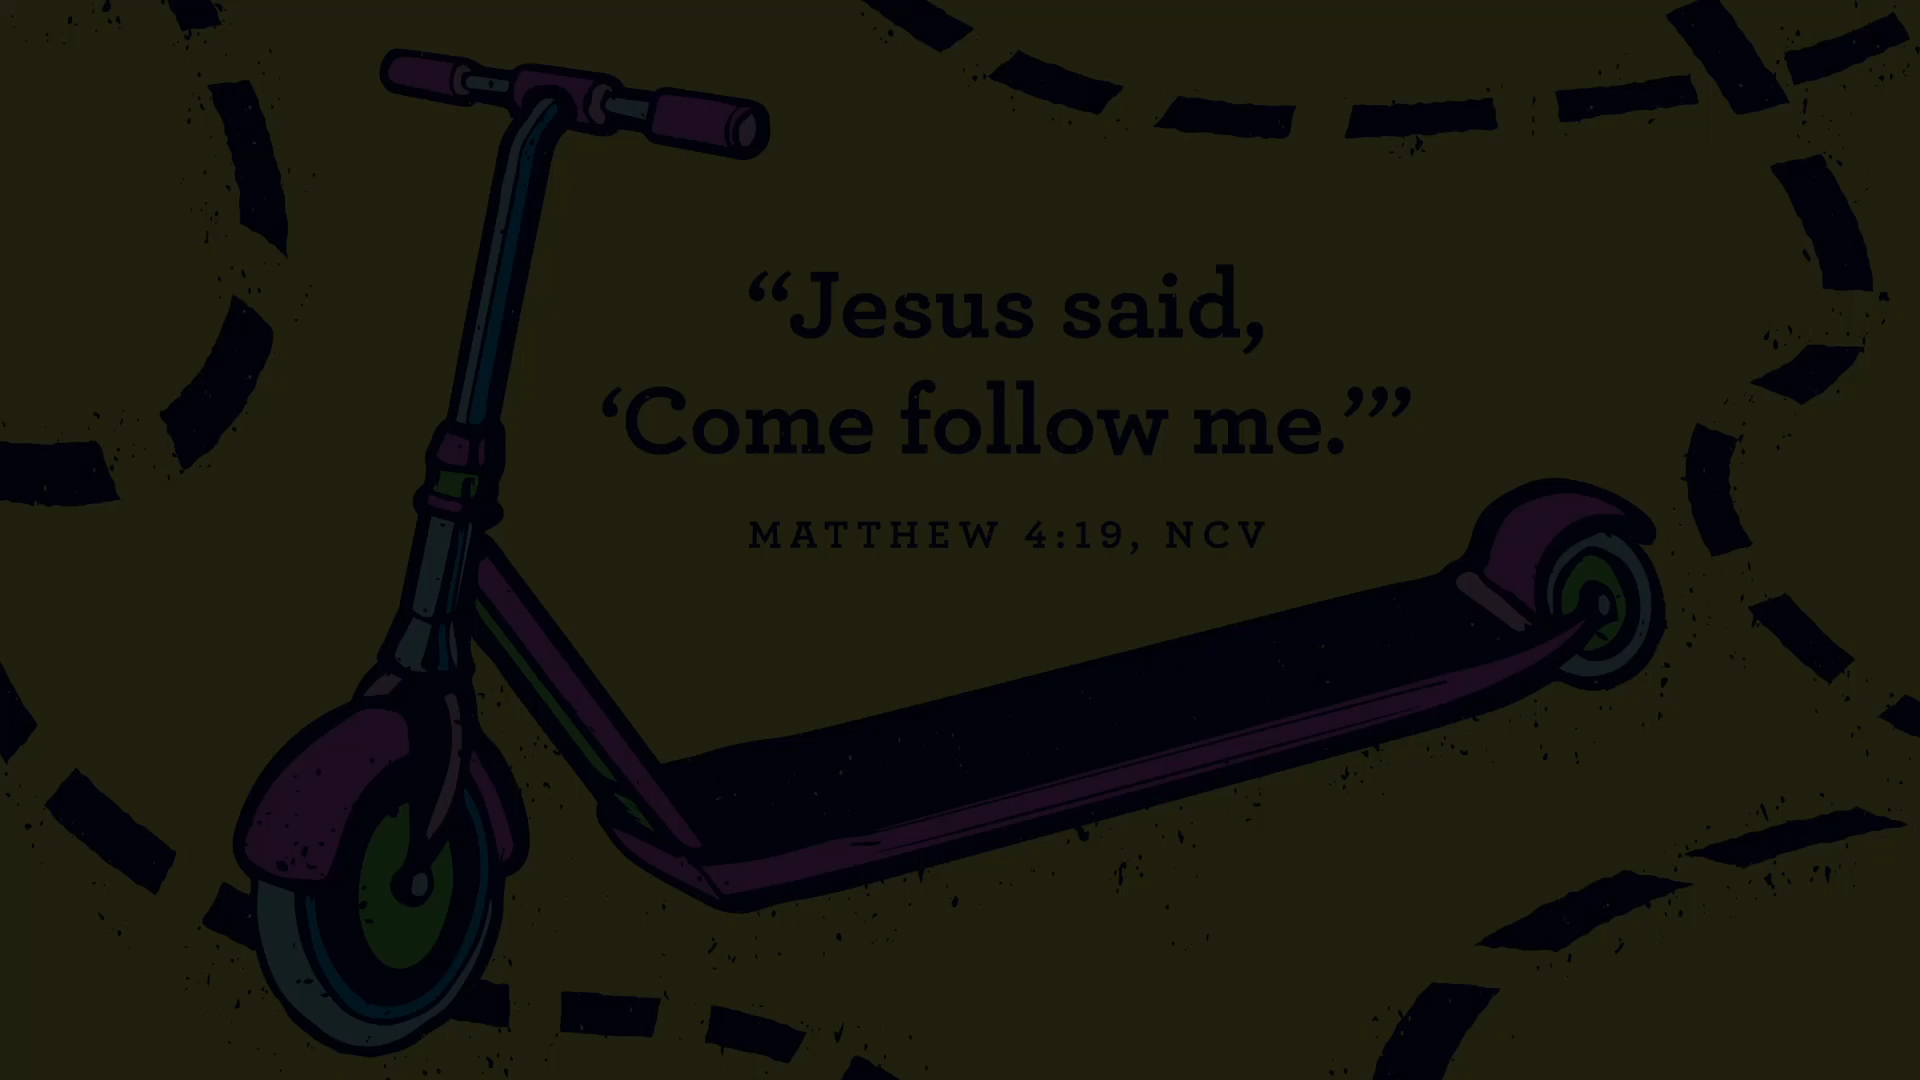 “Jesus said,
‘Come follow me.’”
MATTHEW 4:19, NCV